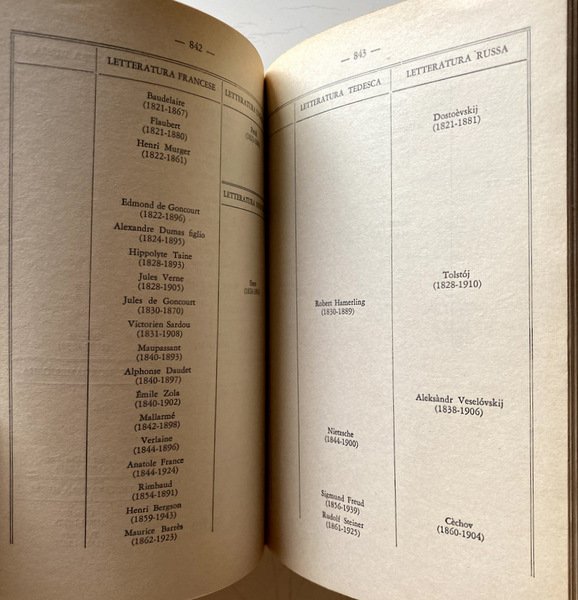 — 842 —
LETTERATURA FRANCESE
Baudelaire
(1821-1867)
Flaubert
(1821-1880)
Henri Murger
(1822-1861)
Edmond de Goncourt
(1822-1896)
Alexandre Dumas figlio
(1824-1895)
Hippolyte Taine
(1828-1893)
Jules Verne
(1828-1905)
Jules de Goncourt
(1830-1870)
Victorien Sardou
(1831-1908)
Maupassant
(1840-1893)
Alphonse Daudet
(1840-1897)
Émile Zola
(1840-1902)
Mallarmé
(1842-1898)
Verlaine
(1844-1896)
Anatole France
(1844-1924)
Rimbaud
(1854-1891)
Henri Bergson
(1859-1943)
Maurice Barrès
(1862-1923)
LETTERATURA
LETTERATURA
— 843 —
LETTERATURA TEDESCA
Robert Hamerling
(1830-1889)
Nietzsche
(1844-1900)
Sigmund Freud
(1856-1939)
Rudolf Steiner
(1861-1925)
LETTERATURA RUSSA
Dostoèvskij
(1821-1881)
Tolstój
(1828-1910)
Aleksàndr Veselóvskij
(1838-1906)
Cèchov
(1860-1904)